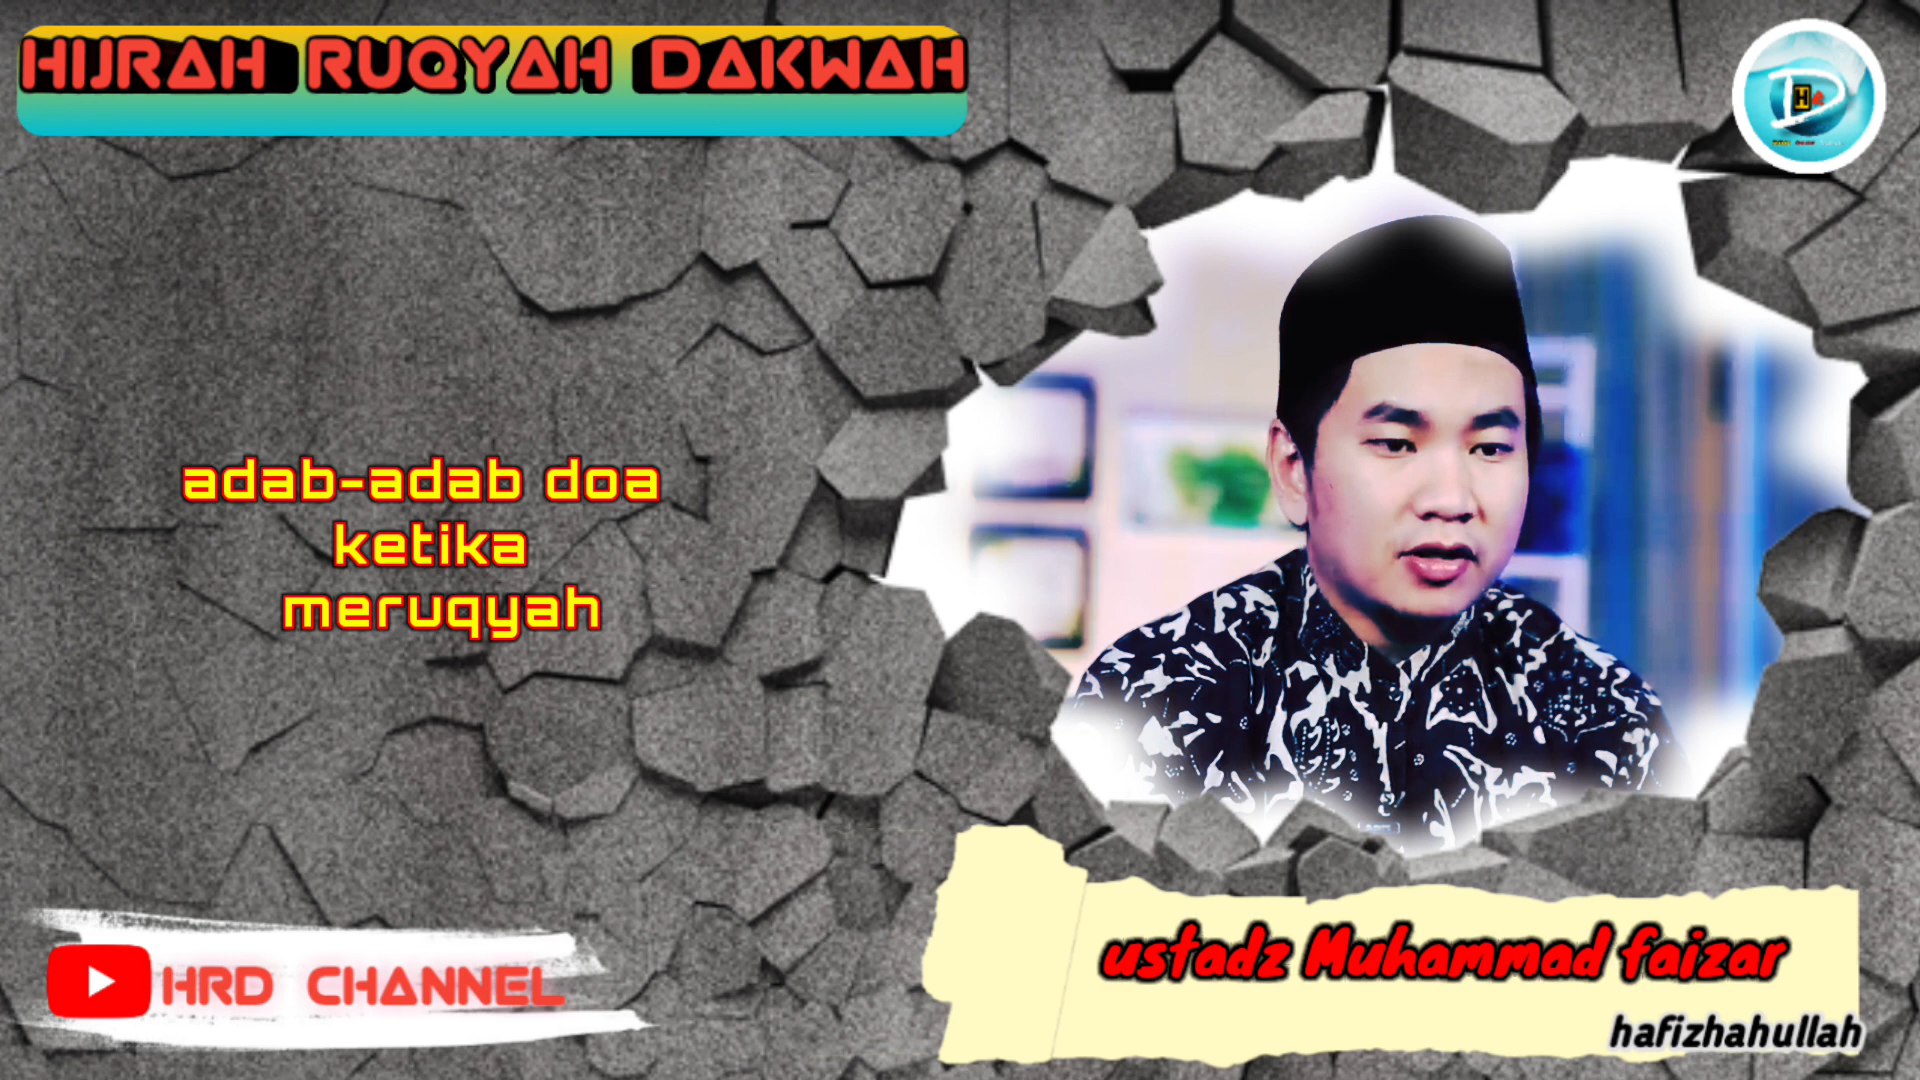 HIJRAH RUQYAH DAKWAH
adab-adab doa
ketika
meruqyah
HRD CHANNEL
ustadz Muhammad faizar
hafizhahullah